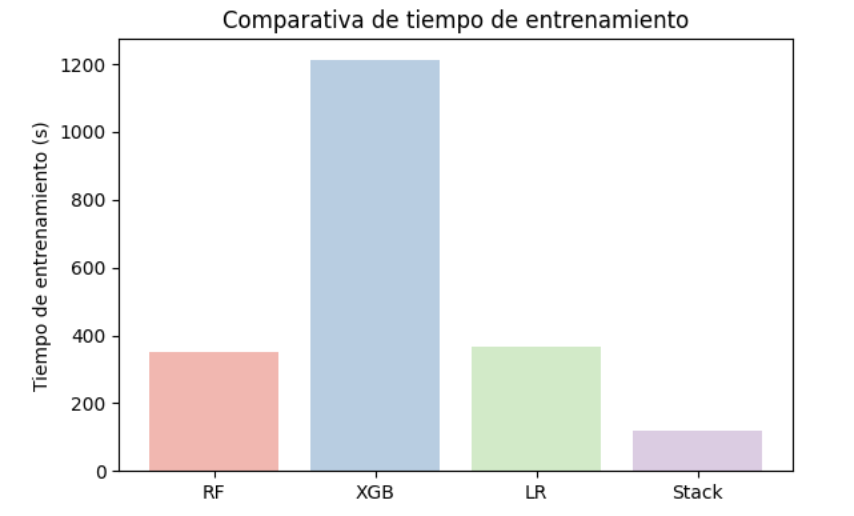 Comparativa de tiempo de entrenamiento
Tiempo de entrenamiento (s)
1200
1000
800
600
400
200
0
RF
XGB
LR
Stack